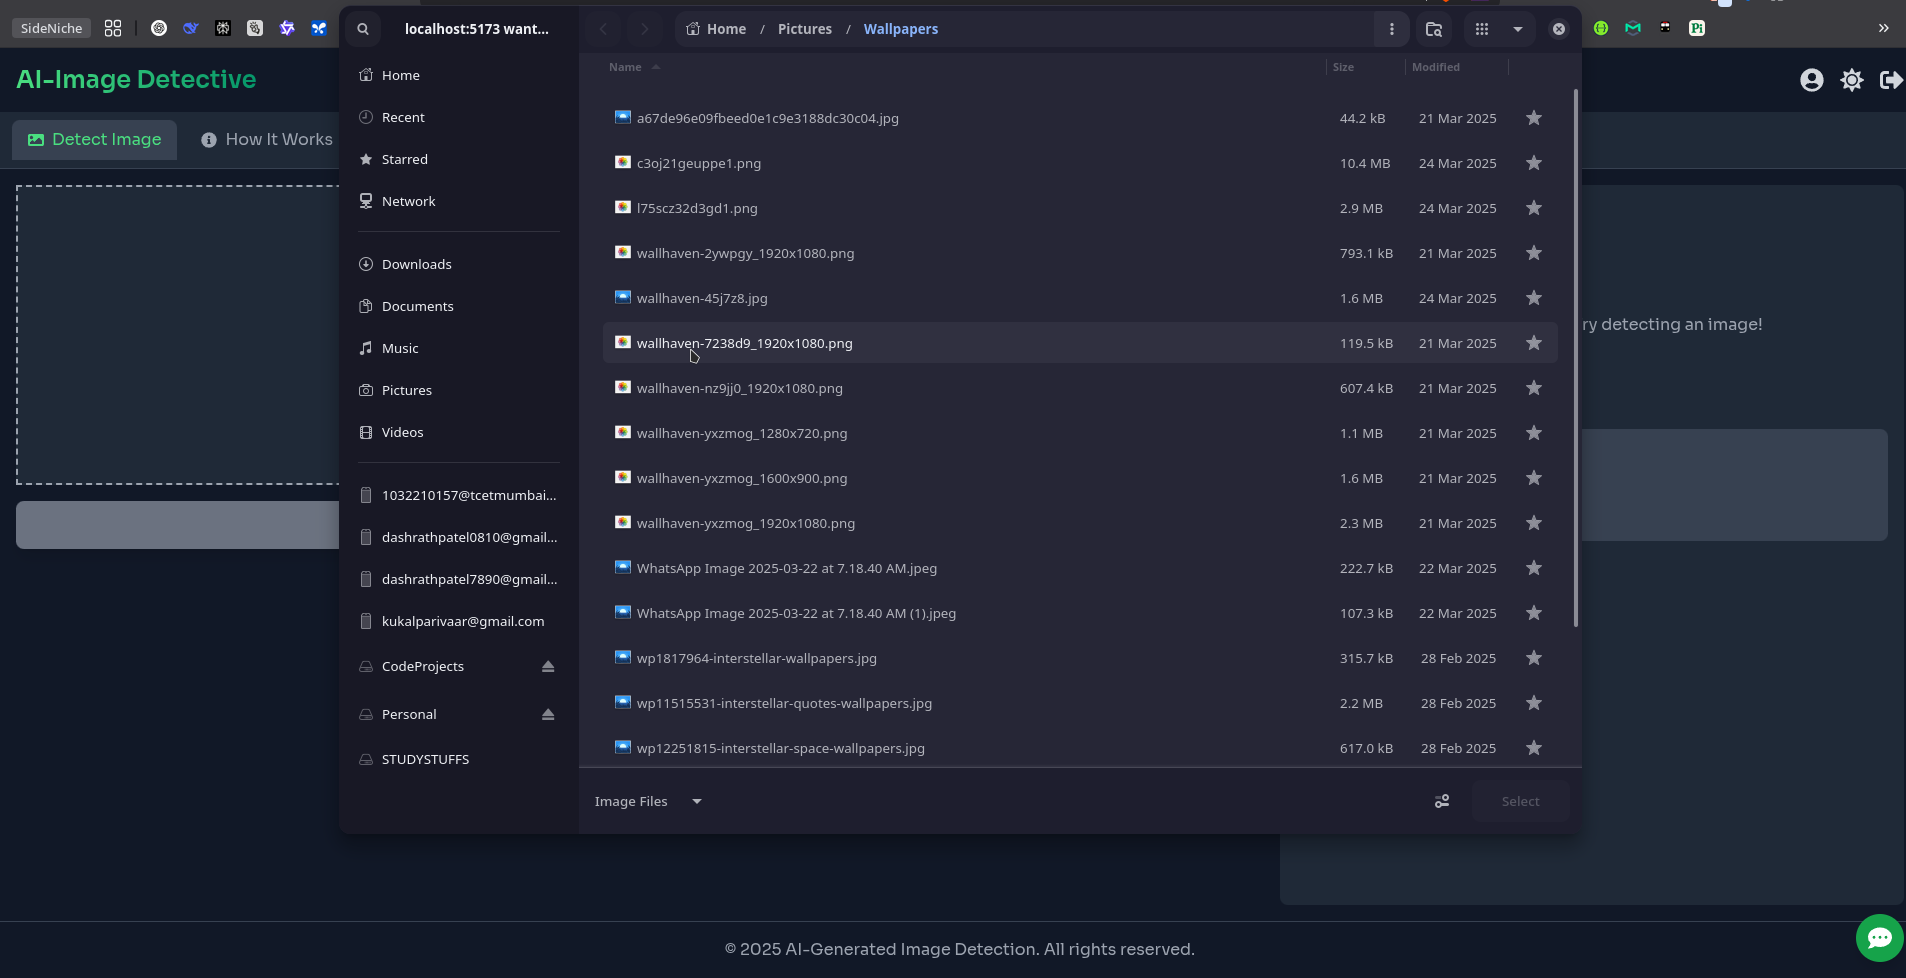 SideNiche
localhost:5173 want...
Home / Pictures / Wallpapers
Pi
AI-Image Detective
Detect Image
How It Works
Home
Recent
Starred
Network
Downloads
Documents
Music
Pictures
Videos
1032210157@tcetmumbai...
dashrathpatel0810@gmail...
dashrathpatel7890@gmail...
kukalparivaar@gmail.com
CodeProjects
Personal
STUDYSTUFFS
Name Size Modified
a67de96e09fbeed0e1c9e3188dc30c04.jpg 44.2 kB 21 Mar 2025
c3oj21geuppe1.png 10.4 MB 24 Mar 2025
l75scz32d3gd1.png 2.9 MB 24 Mar 2025
wallhaven-2ywpgy_1920x1080.png 793.1 kB 21 Mar 2025
wallhaven-45j7z8.jpg 1.6 MB 24 Mar 2025
wallhaven-7238d9_1920x1080.png 119.5 kB 21 Mar 2025
wallhaven-nz9jj0_1920x1080.png 607.4 kB 21 Mar 2025
wallhaven-yxzmog_1280x720.png 1.1 MB 21 Mar 2025
wallhaven-yxzmog_1600x900.png 1.6 MB 21 Mar 2025
wallhaven-yxzmog_1920x1080.png 2.3 MB 21 Mar 2025
WhatsApp Image 2025-03-22 at 7.18.40 AM.jpeg 222.7 kB 22 Mar 2025
WhatsApp Image 2025-03-22 at 7.18.40 AM (1).jpeg 107.3 kB 22 Mar 2025
wp1817964-interstellar-wallpapers.jpg 315.7 kB 28 Feb 2025
wp11515531-interstellar-quotes-wallpapers.jpg 2.2 MB 28 Feb 2025
wp12251815-interstellar-space-wallpapers.jpg 617.0 kB 28 Feb 2025
Image Files
Select
ry detecting an image!
© 2025 AI-Generated Image Detection. All rights reserved.